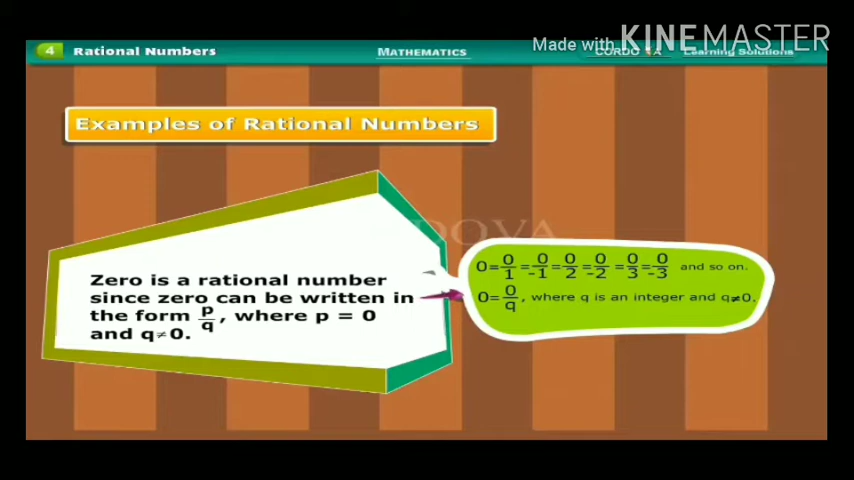 Made with KINEMASTER
4 Rational Numbers MATHEMATICS Learning Solutions
Examples of Rational Numbers
Zero is a rational number
since zero can be written in
the form p/q, where p = 0
and q≠0.
0=0/1=0/-1=0/2=0/-2=0/3=0/-3 and so on.
0=0/q, where q is an integer and q≠0.